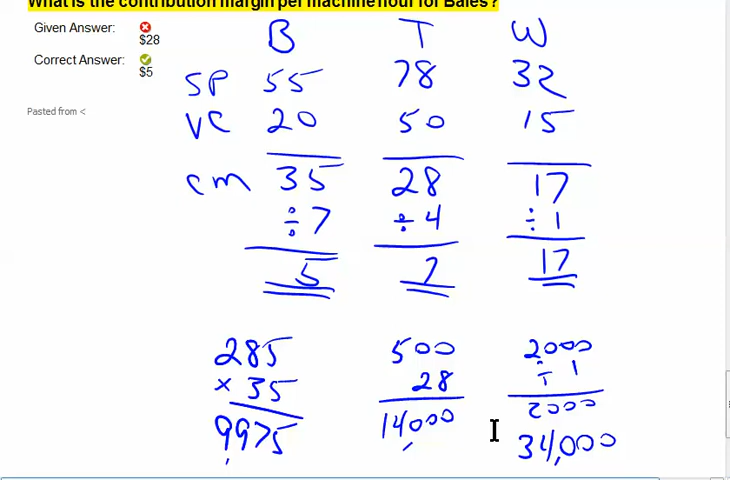 What is the contribution margin per machine hour for Bales?
Given Answer: $28
Correct Answer: $5
Pasted from <
B T W
SP 55 78 32
VC 20 50 15
cm 35 28 17
÷7 ÷4 ÷1
5 7 17
285 500 2000
× 35 28 ÷ 1
2000
9975 14,000 34,000